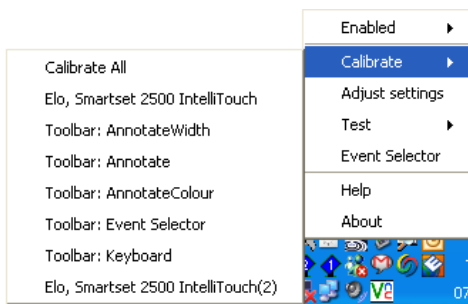 Enabled
Calibrate
Adjust settings
Test
Event Selector
Help
About
Calibrate All
Elo, Smartset 2500 IntelliTouch
Toolbar: AnnotateWidth
Toolbar: Annotate
Toolbar: AnnotateColour
Toolbar: Event Selector
Toolbar: Keyboard
Elo, Smartset 2500 IntelliTouch(2)
07